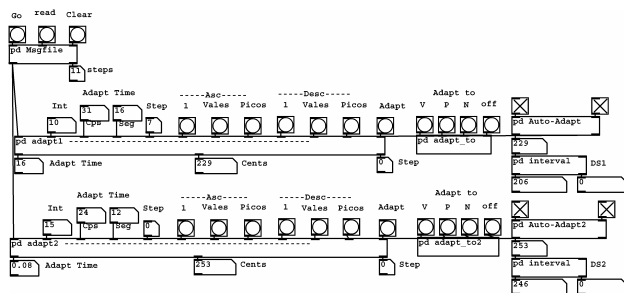 Go read Clear
pd Msgfile
11 steps
Adapt Time -----Asc----- -----Desc---- Adapt to
Int 31 16 Step 1 Vales Picos 1 Vales Picos Adapt V P N off
10 Cps Seg 7
pd adapt1 -------------------------------- pd adapt_to pd Auto-Adapt
16 Adapt Time 229 Cents 0 Step 229
pd interval DS1
206 0
Adapt Time -----Asc----- -----Desc---- Adapt to
Int 24 12 Step 1 Vales Picos 1 Vales Picos Adapt V P N off
15 Cps Seg 0 pd Auto-Adapt2
pd adapt2 -------------------------------- pd adapt_to2 253
0.08 Adapt Time 253 Cents 0 Step pd interval DS2
246 0